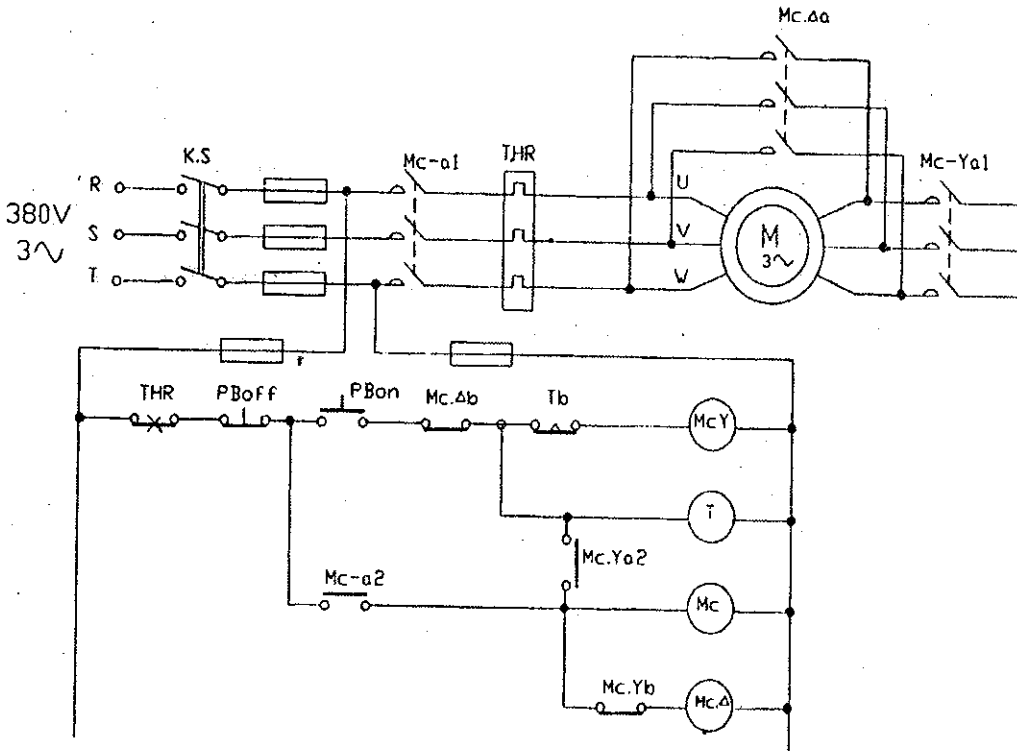 Mc.Δa
K.S
Mc-a1
THR
Mc-Ya1
380V
3∿
R
S
T
U
V
W
M
3∿
r
THR
PBoff
PBon
Mc.Δb
Tb
McY
T
Mc.Ya2
Mc-a2
Mc
Mc.Yb
Mc.Δ